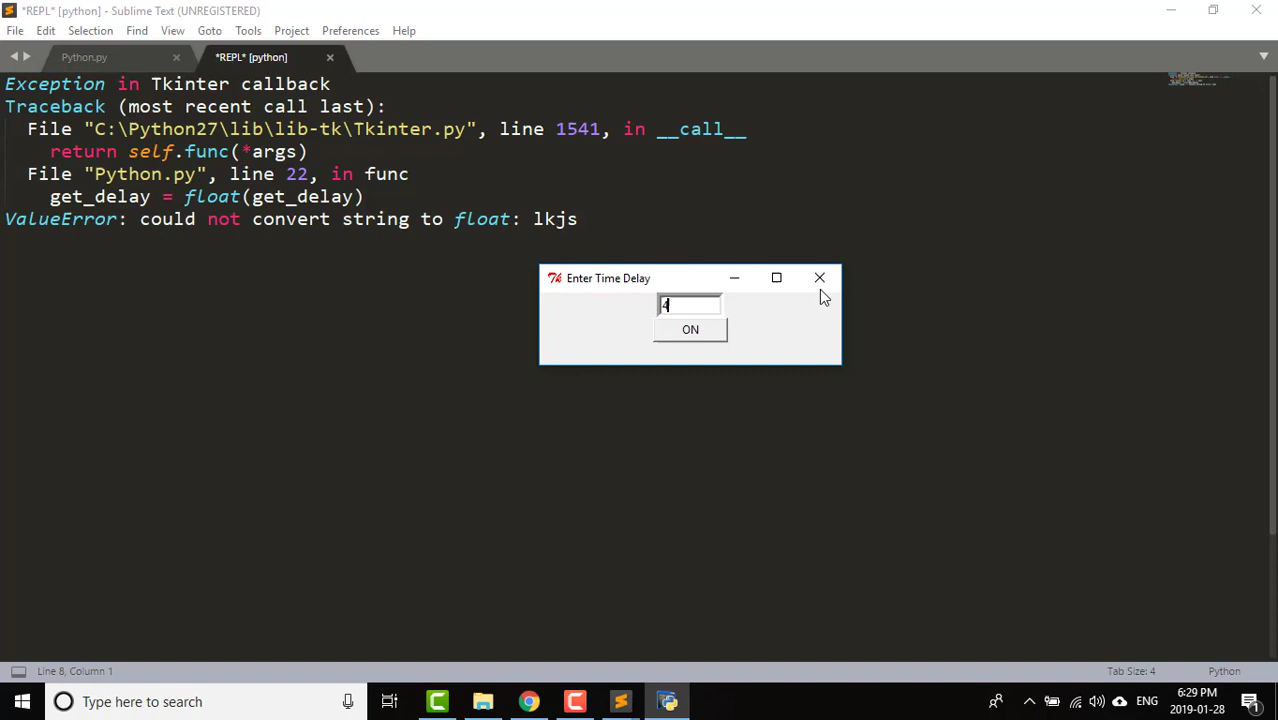 *REPL* [python] - Sublime Text (UNREGISTERED)
File Edit Selection Find View Goto Tools Project Preferences Help
Python.py *REPL* [python]
Exception in Tkinter callback
Traceback (most recent call last):
File "C:\Python27\lib\lib-tk\Tkinter.py", line 1541, in __call__
return self.func(*args)
File "Python.py", line 22, in func
get_delay = float(get_delay)
ValueError: could not convert string to float: lkjs
Enter Time Delay
4
ON
Line 8, Column 1 Tab Size: 4 Python
Type here to search ENG 6:29 PM
2019-01-28 1